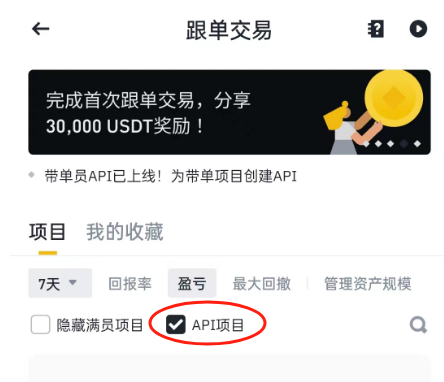 跟单交易
完成首次跟单交易，分享
30,000 USDT奖励！
带单员API已上线！为带单项目创建API
项目 我的收藏
7天 回报率 盈亏 最大回撤 管理资产规模
隐藏满员项目 API项目